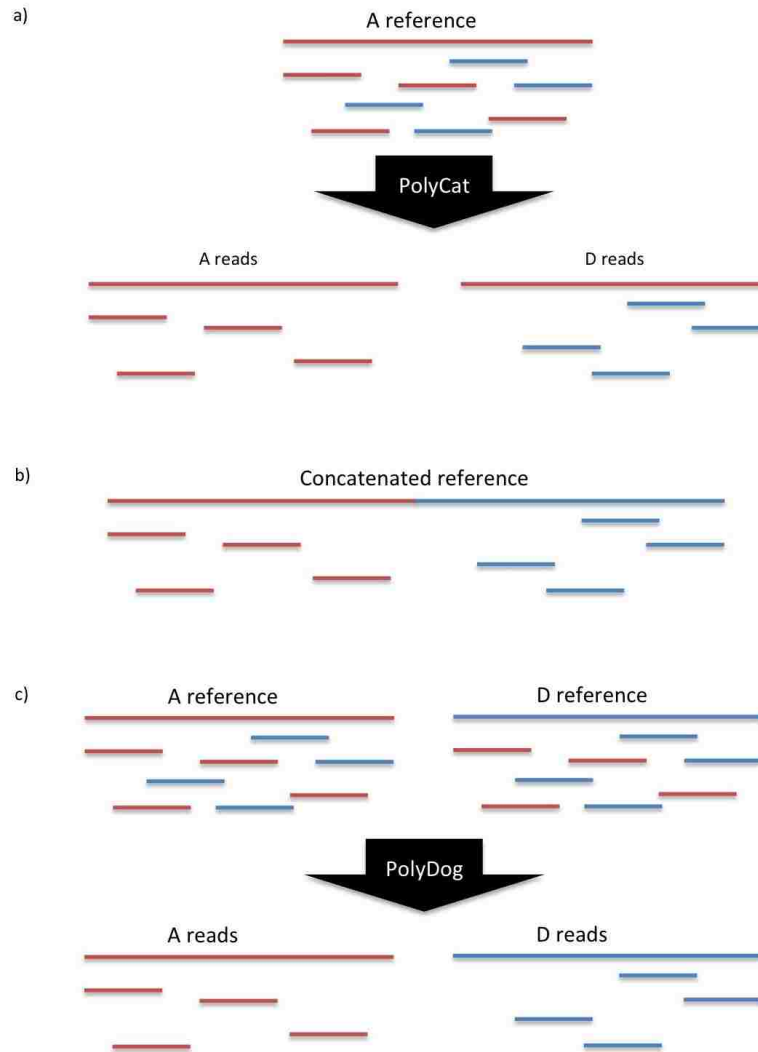 a)
A reference
PolyCat
A reads
D reads
b)
Concatenated reference
c)
A reference
D reference
PolyDog
A reads
D reads